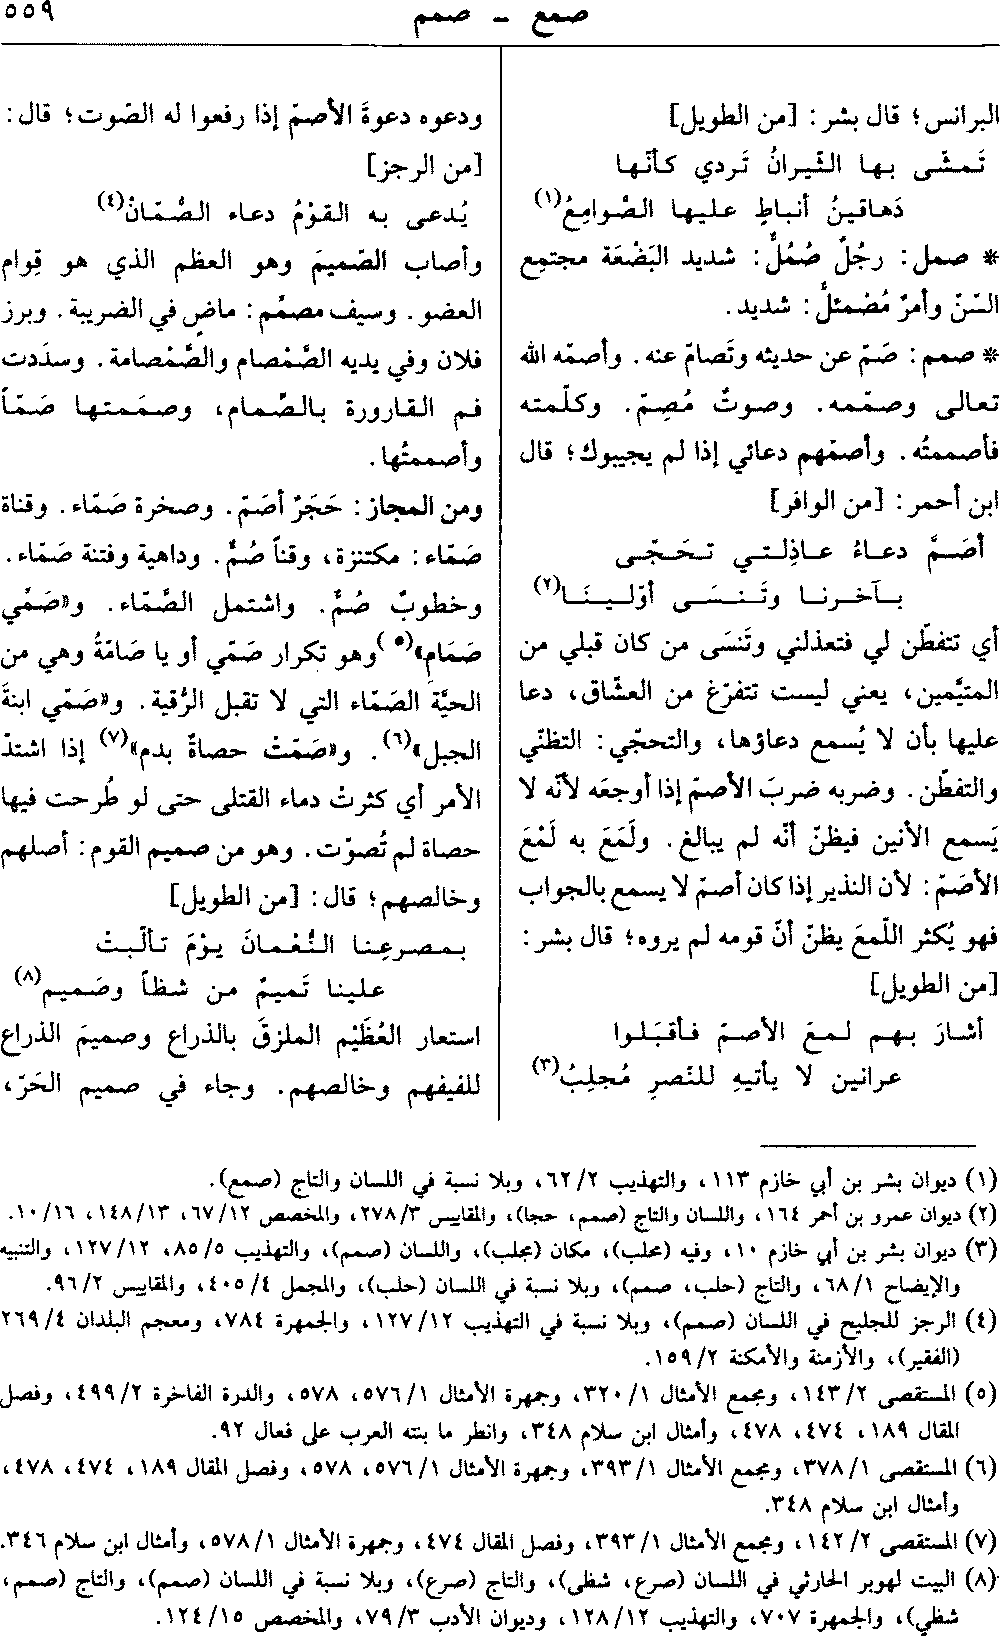 صمع - صمم
٥٥٩
البرانس؛ قال بشر: [من الطويل]
تَمشّى بها الثّيرانُ تَردي كأنّها
دَهاقينُ أنباطٍ عليها الصَّوامِعُ(١)
* صمل: رجُلٌ صُمُلٌّ: شديد البَضْعَة مجتمِع
السّنّ وأمرٌ مُصْمئلٌّ: شديد.
* صمم: صَمّ عن حديثه وتَصامّ عنه. وأصمّه الله
تعالى وصمّمه. وصوتٌ مُصِمّ. وكلّمته
فأصممتُه. وأصمّهم دعائي إذا لم يجيبوك؛ قال
ابن أحمر: [من الوافر]
أصَمَّ دعاءُ عاذِلتي تحَجّى
بآخرنا وتَنسَى أوّلينَا(٢)
أي تتفطّن لي فتعذلني وتَنسَى من كان قبلي من
المتيَّمين، يعني ليست تتفرّغ من العشّاق، دعا
عليها بأن لا يُسمع دعاؤها، والتحجّي: التظنّي
والتفطّن. وضربه ضربَ الأصمّ إذا أوجعَه لأنّه لا
يَسمع الأنين فيظنّ أنّه لم يبالغ. ولَمَعَ به لَمْعَ
الأصَمّ: لأن النذير إذا كان أصمّ لا يسمع بالجواب
فهو يُكثر اللّمعَ يظنّ أنّ قومه لم يروه؛ قال بشر:
[من الطويل]
أشارَ بهم لمعَ الأصمّ فأقبَلوا
عرانين لا يأتيهِ للنّصرِ مُجلِبُ(٣)
ودعوه دعوةَ الأصمّ إذا رفعوا له الصّوت؛ قال:
[من الرجز]
يُدعى به القوْمُ دعاء الصُّمّانْ(٤)
وأصاب الصّميمَ وهو العظم الذي هو قِوام
العضو. وسيف مصمِّم: ماضٍ في الضريبة. وبرز
فلان وفي يديه الصَّمْصام والصَّمْصامة. وسدَدت
فم القارورة بالصِّمام، وصمَمتها صَمّاً
وأصممتُها.
ومن المجاز: حَجَرٌ أصَمّ. وصخرة صَمّاء. وقناة
صَمّاء: مكتنزة، وقناً صُمٌّ. وداهية وفتنة صَمّاء.
وخطوبٌ صُمٌّ. واشتمل الصَّمّاء. و«صَمِّي
صَمَامِ»(٥) وهو تكرار صَمّي أو يا صَامّةُ وهي من
الحيَّة الصَمّاء التي لا تقبل الرُّقية. و«صَمّي ابنةَ
الجبل»(٦). و«صَمّتْ حصاةٌ بدم»(٧) إذا اشتدّ
الأمر أي كثرتْ دماء القتلى حتى لو طُرحت فيها
حصاة لم تُصوّت. وهو من صميم القوم: أصلهم
وخالصهم؛ قال: [من الطويل]
بمصرعِنا النُّعْمانَ يوْمَ تألّبتْ
علينا تَميمٌ من شظاً وصَميم(٨)
استعار العُظَيْم الملزقَ بالذراع وصميمَ الذراع
للفيفهم وخالصهم. وجاء في صميم الحَرّ،
(١) ديوان بشر بن أبي خازم ١١٣، والتهذيب ٦٢/٢، وبلا نسبة في اللسان والتاج (صمع).
(٢) ديوان عمرو بن أحمر ١٦٤، واللسان والتاج (صمم، حجا)، والمقاييس ٢٧٨/٣، والمخصص ٦٧/١٢، ١٤٨/١٣، ١٠/١٦.
(٣) ديوان بشر بن أبي خازم ١٠، وفيه (محلب)، مكان (مجلب)، واللسان (صمم)، والتهذيب ٨٥/٥، ١٢٧/١٢، والتنبيه
والإيضاح ٦٨/١، والتاج (حلب، صمم)، وبلا نسبة في اللسان (حلب)، والمجمل ٤٠٥/٤، والمقاييس ٩٦/٢.
(٤) الرجز للجليح في اللسان (صمم)، وبلا نسبة في التهذيب ١٢٧/١٢، والجمهرة ٧٨٤، ومعجم البلدان ٢٦٩/٤
(الفقير)، والأزمنة والأمكنة ١٥٩/٢.
(٥) المستقصى ١٤٣/٢، ومجمع الأمثال ٣٢٠/١، وجمهرة الأمثال ٥٧٦/١، ٥٧٨، والدرة الفاخرة ٤٩٩/٢، وفصل
المقال ١٨٩، ٤٧٤، ٤٧٨، وأمثال ابن سلام ٣٤٨، وانظر ما بنته العرب على فعال ٩٢.
(٦) المستقصى ٣٧٨/١، ومجمع الأمثال ٣٩٣/١، وجمهرة الأمثال ٥٧٦/١، ٥٧٨، وفصل المقال ١٨٩، ٤٧٤، ٤٧٨،
وأمثال ابن سلام ٣٤٨.
(٧) المستقصى ١٤٢/٢، ومجمع الأمثال ٣٩٣/١، وفصل المقال ٤٧٤، وجمهرة الأمثال ٥٧٨/١، وأمثال ابن سلام ٣٤٦.
(٨) البيت لهوبر الحارثي في اللسان (صرع، شظى)، والتاج (صرع)، وبلا نسبة في اللسان (صمم)، والتاج (صمم،
شظي)، والجمهرة ٧٠٧، والتهذيب ١٢٨/١٢، وديوان الأدب ٧٩/٣، والمخصص ١٢٤/١٥.